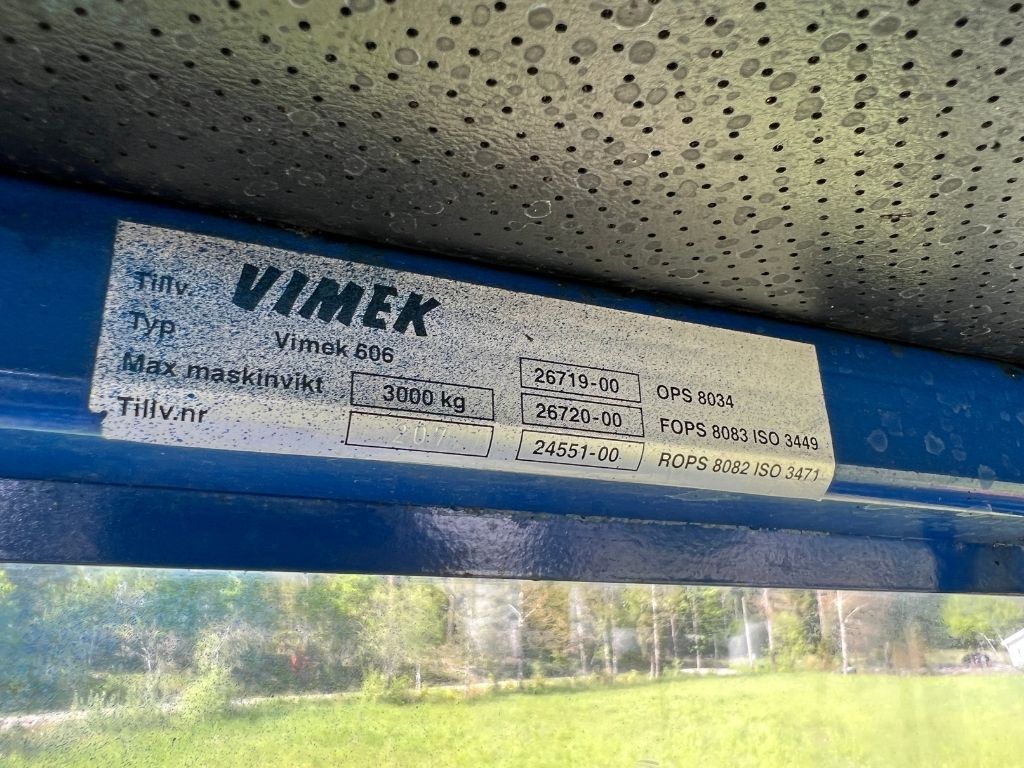 Tillv. VIMEK
Typ Vimek 606
Max maskinvikt 3000 kg
Tillv.nr 207
26719-00 OPS 8034
26720-00 FOPS 8083 ISO 3449
24551-00 ROPS 8082 ISO 3471